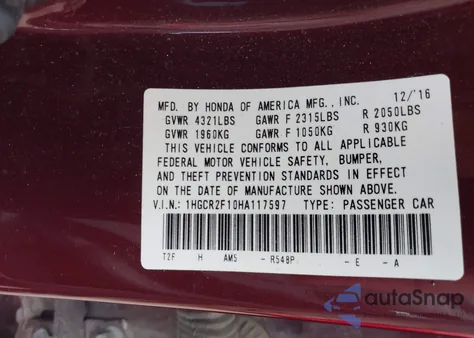 MFD. BY HONDA OF AMERICA MFG., INC. 12/'16
GVWR 4321LBS GAWR F 2315LBS R 2050LBS
GVWR 1960KG GAWR F 1050KG R 930KG
THIS VEHICLE CONFORMS TO ALL APPLICABLE
FEDERAL MOTOR VEHICLE SAFETY, BUMPER,
AND THEFT PREVENTION STANDARDS IN EFFECT
ON THE DATE OF MANUFACTURE SHOWN ABOVE.
V.I.N.: 1HGCR2F10HA117597 TYPE: PASSENGER CAR
T2F H AM5 - R548P - E - A
autoSnap